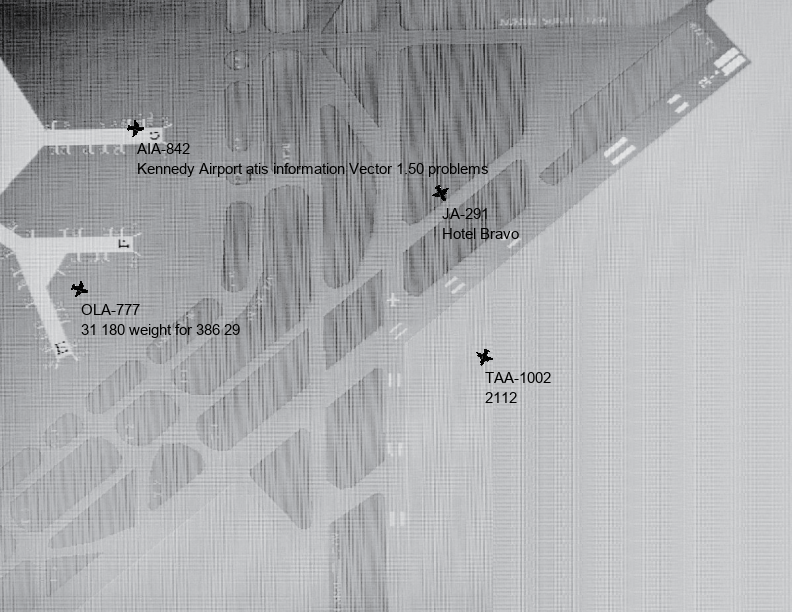 AIA-842
Kennedy Airport atis information Vector 1.50 problems
JA-291
Hotel Bravo
OLA-777
31 180 weight for 386 29
TAA-1002
2112